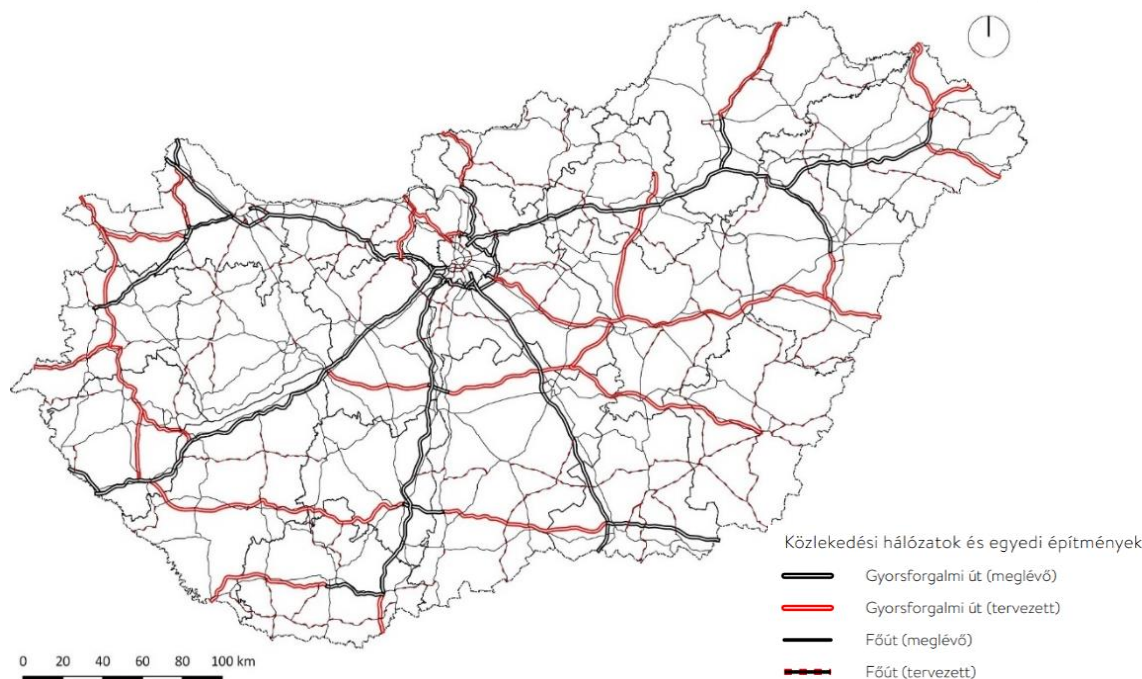 Közlekedési hálózatok és egyedi építmények
Gyorsforgalmi út (meglévő)
Gyorsforgalmi út (tervezett)
Főút (meglévő)
Főút (tervezett)
0 20 40 60 80 100 km